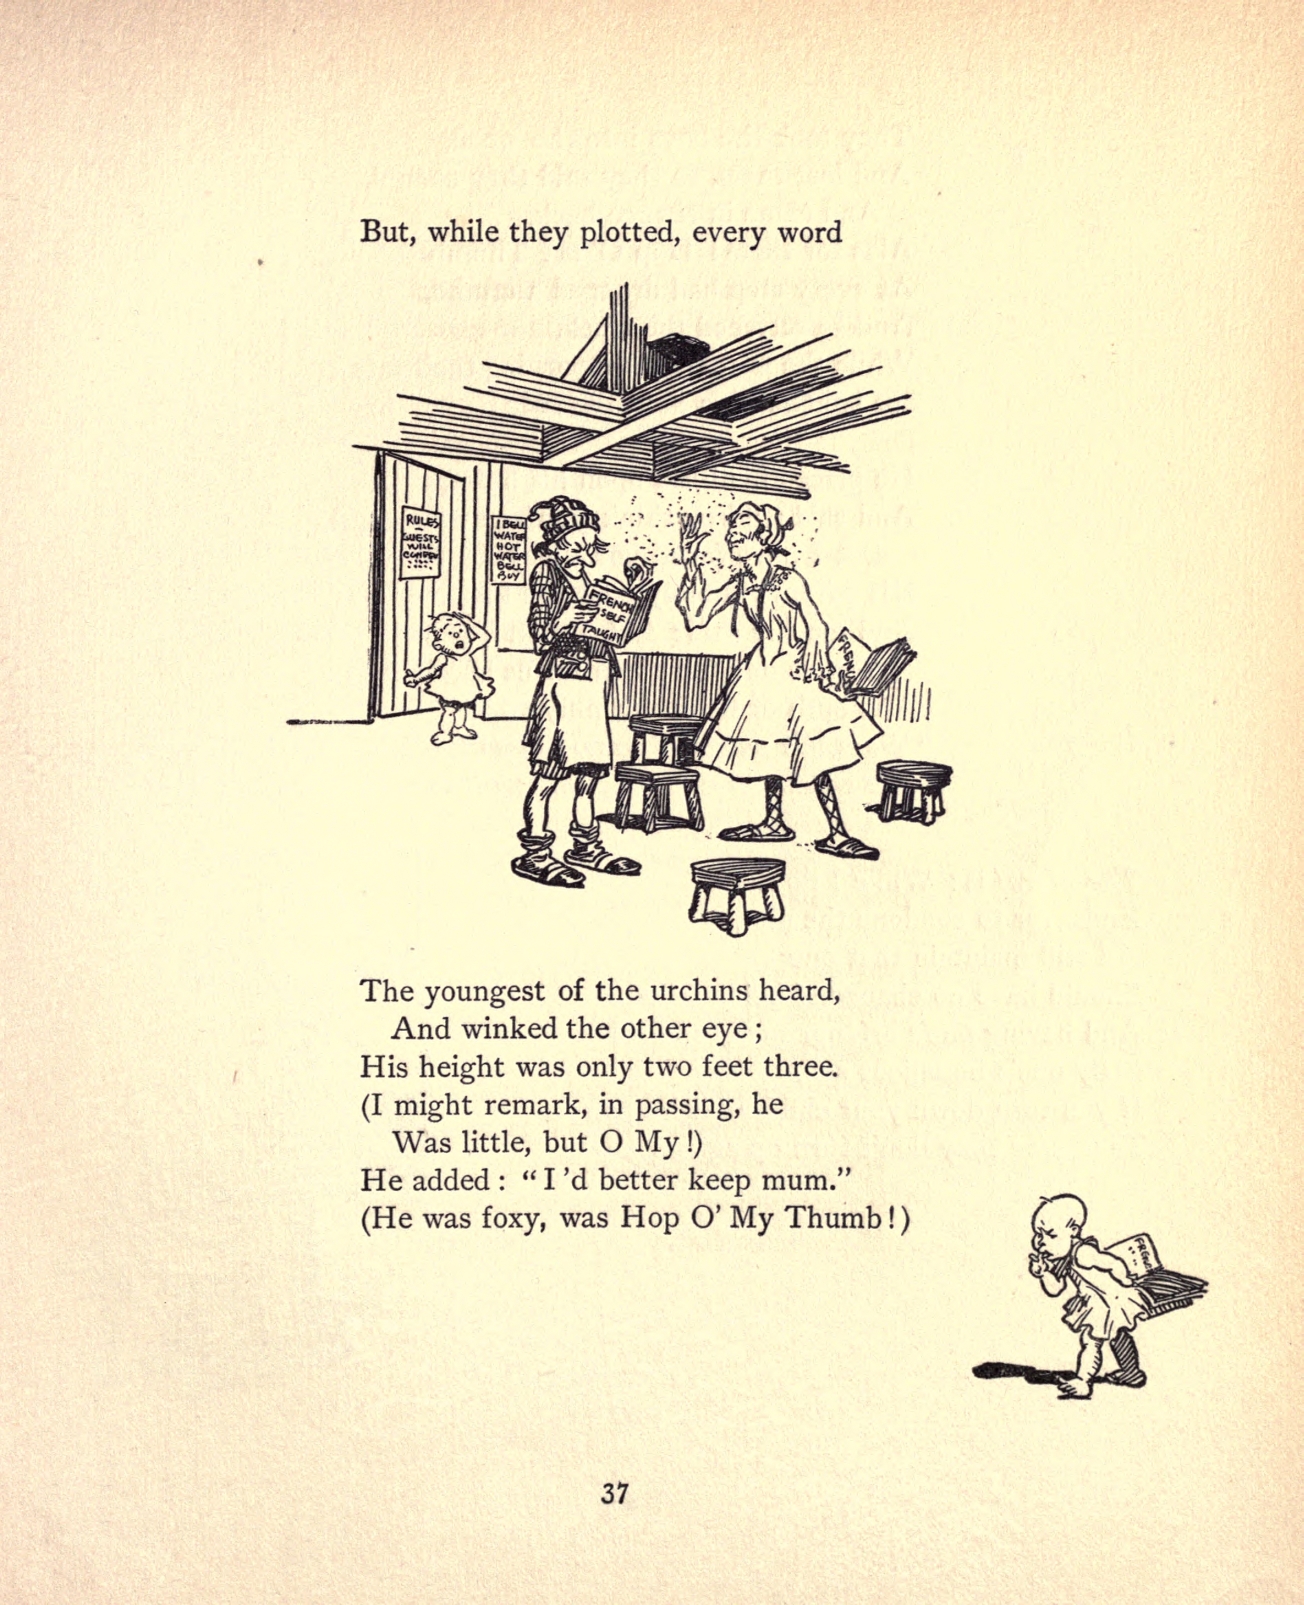 But, while they plotted, every word
RULES
GUESTS
WILL
I BELL
WATER
HOT
WATER
BELL
BOY
FRENCH
SELF
TAUGHT
FRENCH
The youngest of the urchins heard,
And winked the other eye;
His height was only two feet three.
(I might remark, in passing, he
Was little, but O My!)
He added: "I'd better keep mum."
(He was foxy, was Hop O' My Thumb!)
37